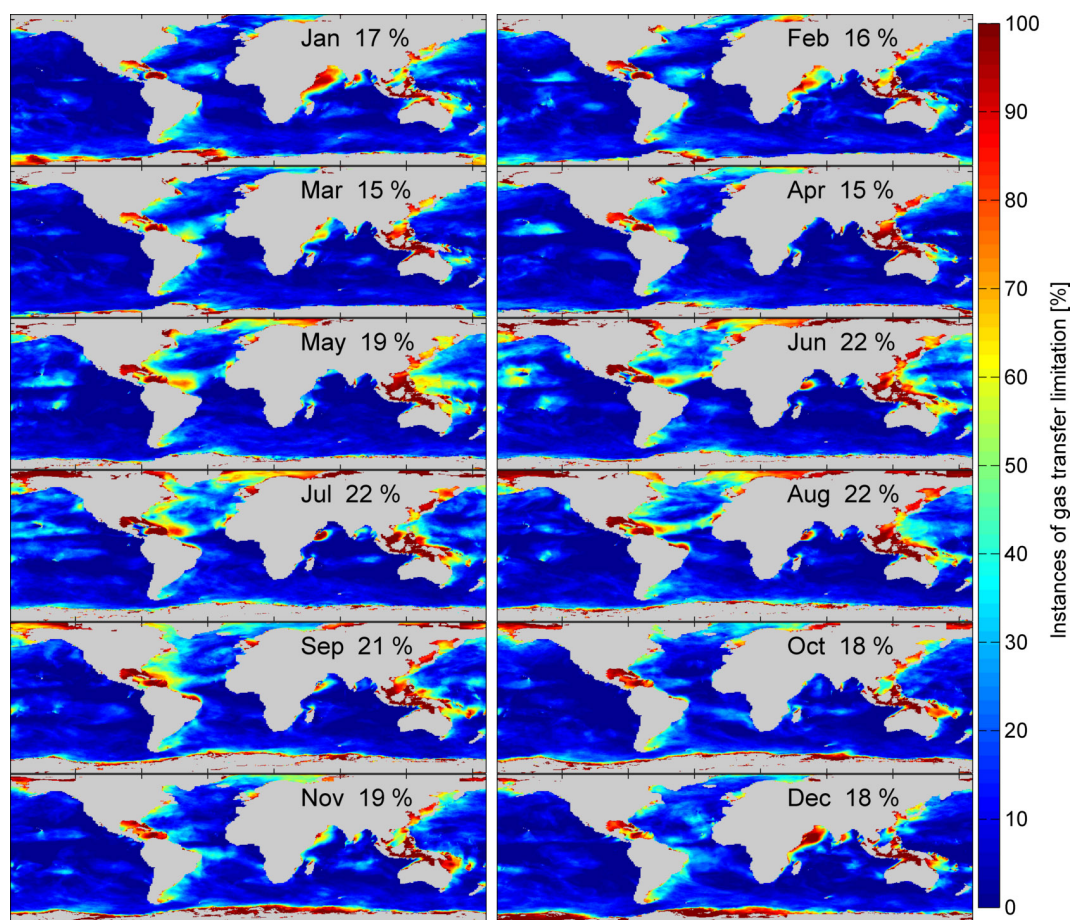 Jan 17 %
Feb 16 %
Mar 15 %
Apr 15 %
May 19 %
Jun 22 %
Jul 22 %
Aug 22 %
Sep 21 %
Oct 18 %
Nov 19 %
Dec 18 %
100
90
80
70
60
50
40
30
20
10
0
Instances of gas transfer limitation [%]